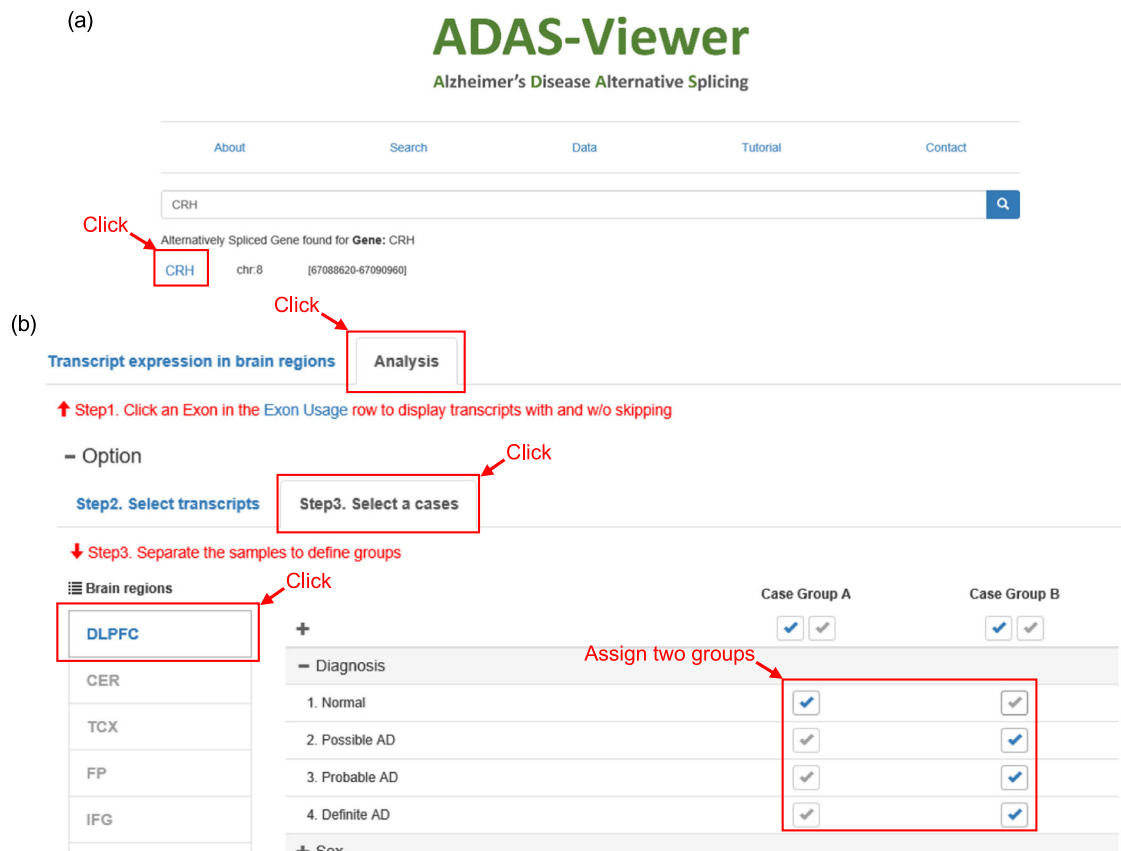 (a)
ADAS-Viewer
Alzheimer's Disease Alternative Splicing
About Search Data Tutorial Contact
CRH
Click
Alternatively Spliced Gene found for Gene: CRH
CRH chr:8 [67088620-67090960]
Click
(b)
Transcript expression in brain regions Analysis
Step1. Click an Exon in the Exon Usage row to display transcripts with and w/o skipping
Option
Click
Step2. Select transcripts Step3. Select a cases
Step3. Separate the samples to define groups
Click
Brain regions Case Group A Case Group B
DLPFC
Assign two groups
Diagnosis
CER
1. Normal
TCX
2. Possible AD
FP
3. Probable AD
IFG
4. Definite AD
Sex